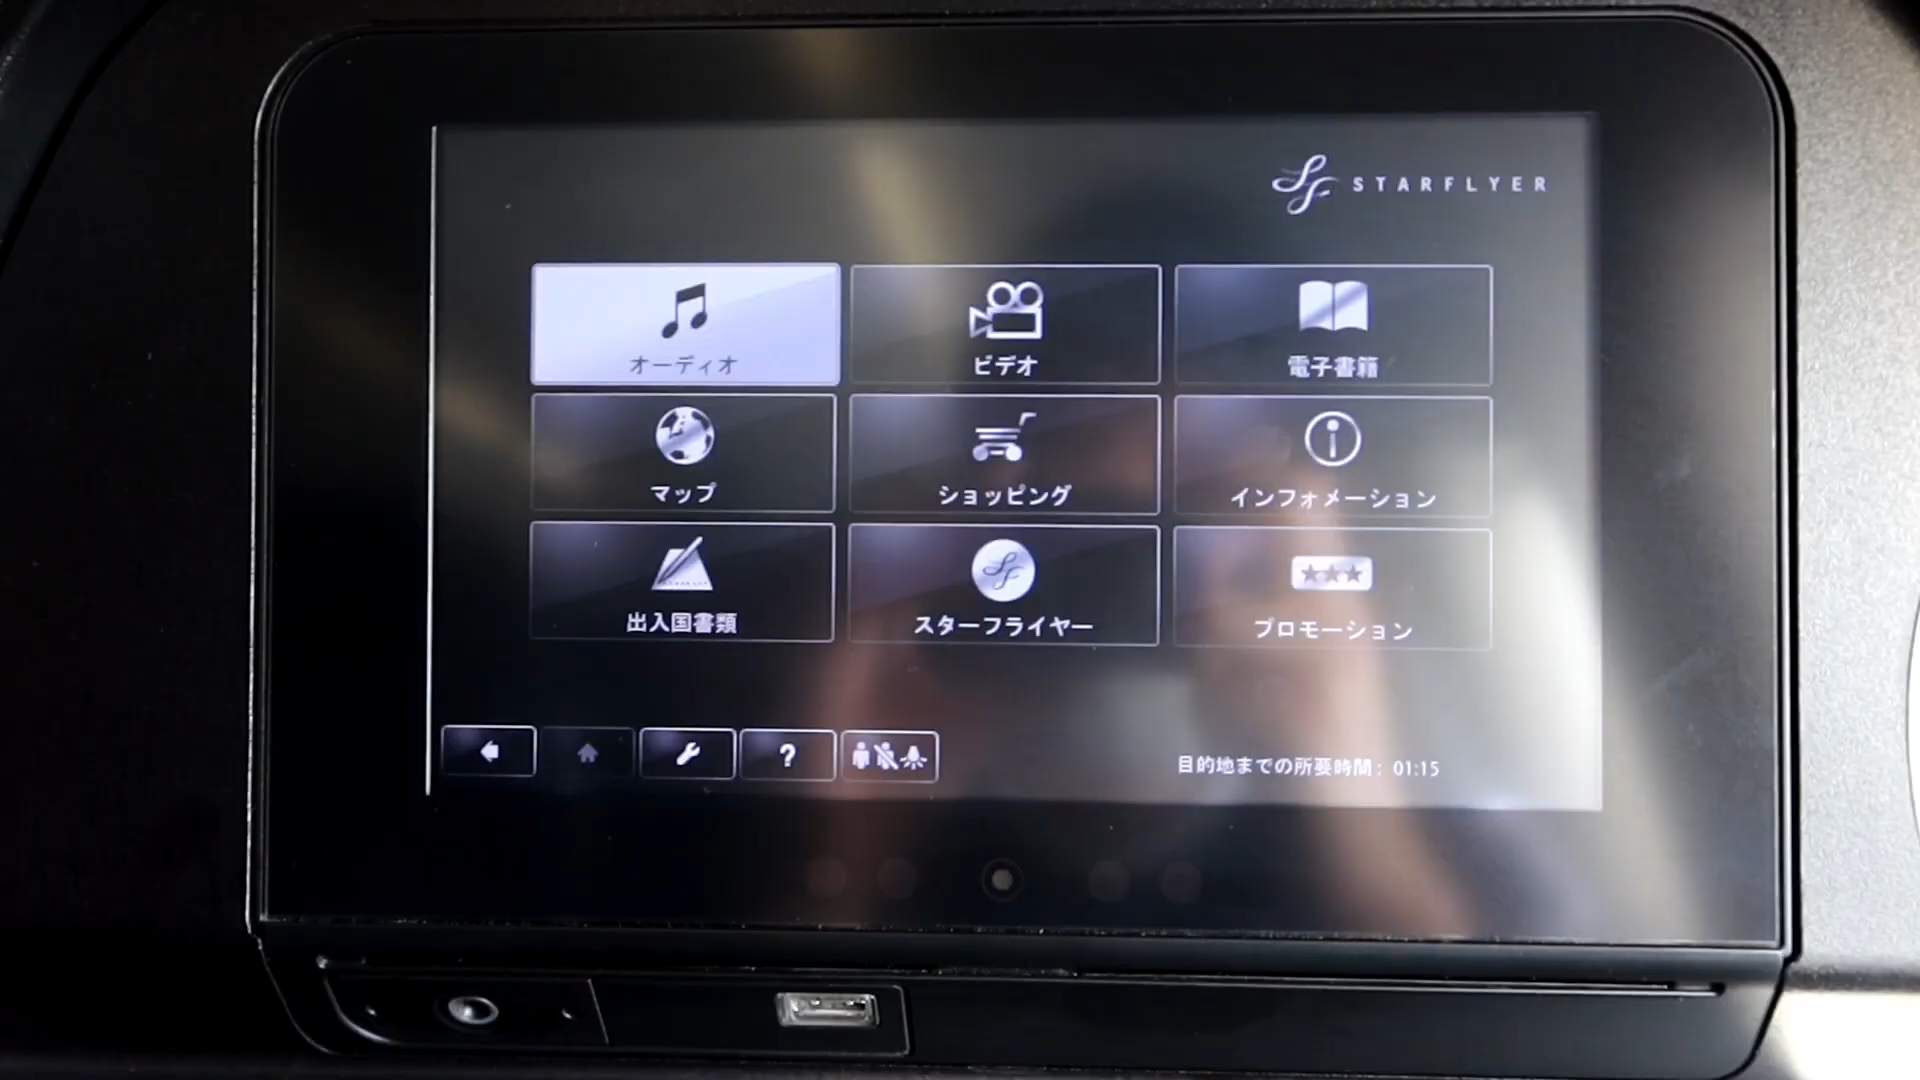 STARFLYER
オーディオ
ビデオ
電子書籍
マップ
ショッピング
インフォメーション
出入国書類
スターフライヤー
プロモーション
?
目的地までの所要時間: 01:15